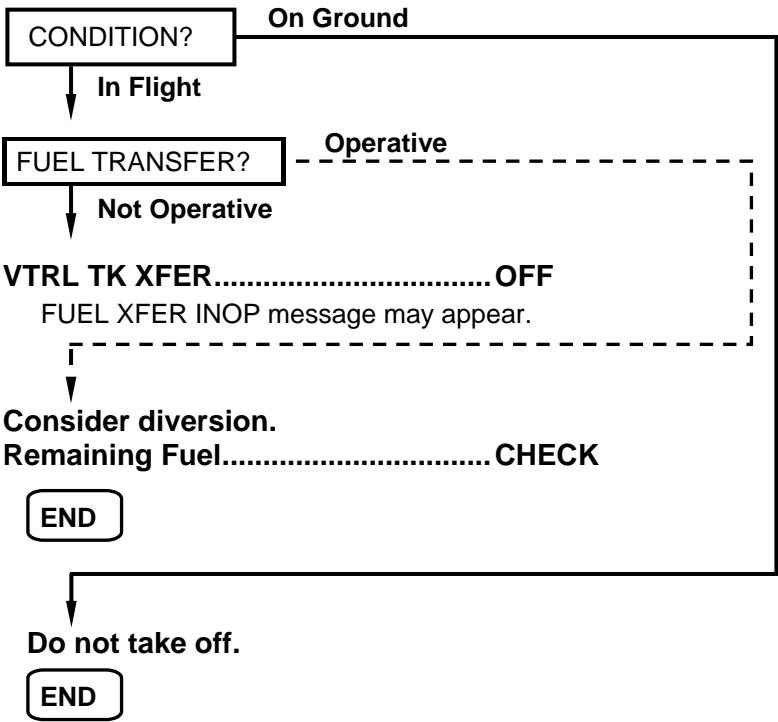 On Ground
CONDITION?
In Flight
Operative
FUEL TRANSFER?
Not Operative
VTRL TK XFER..................................OFF
FUEL XFER INOP message may appear.
Consider diversion.
Remaining Fuel.................................CHECK
END
Do not take off.
END